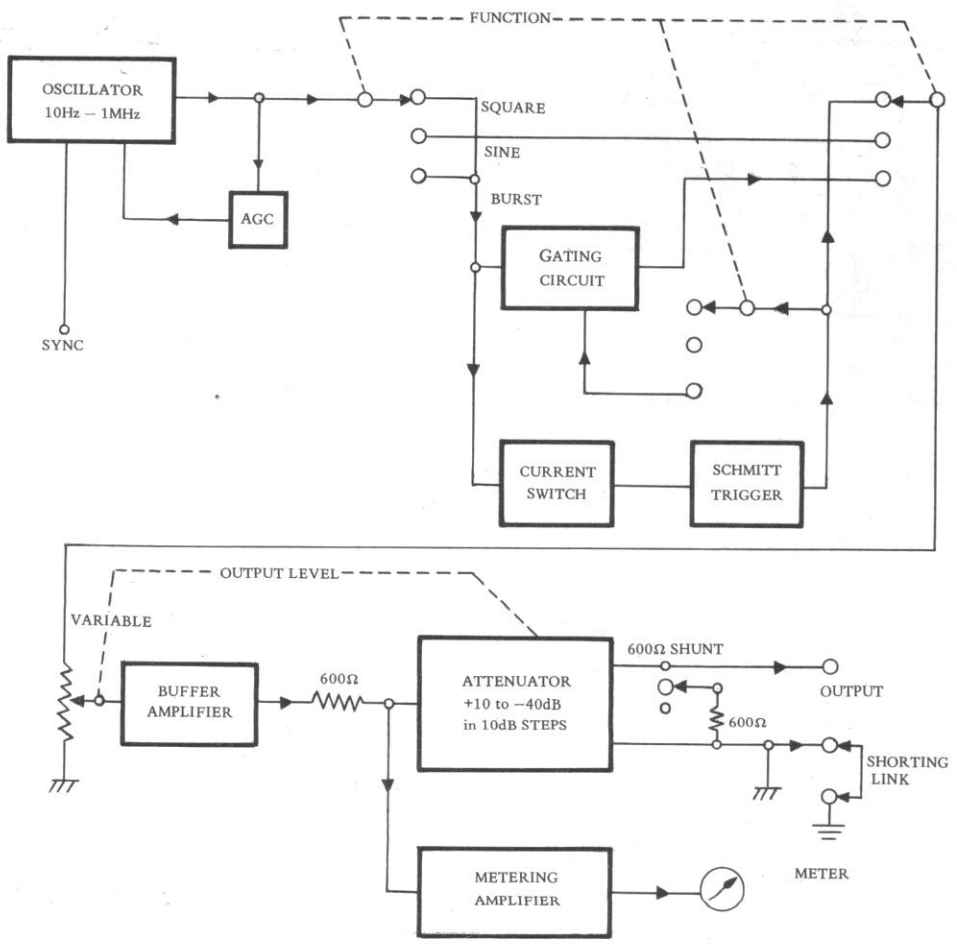 FUNCTION
OSCILLATOR
10Hz – 1MHz
SQUARE
SINE
BURST
AGC
GATING
CIRCUIT
SYNC
CURRENT
SWITCH
SCHMITT
TRIGGER
OUTPUT LEVEL
VARIABLE
BUFFER
AMPLIFIER
600Ω
ATTENUATOR
+10 to −40dB
in 10dB STEPS
600Ω SHUNT
OUTPUT
600Ω
SHORTING
LINK
METERING
AMPLIFIER
METER